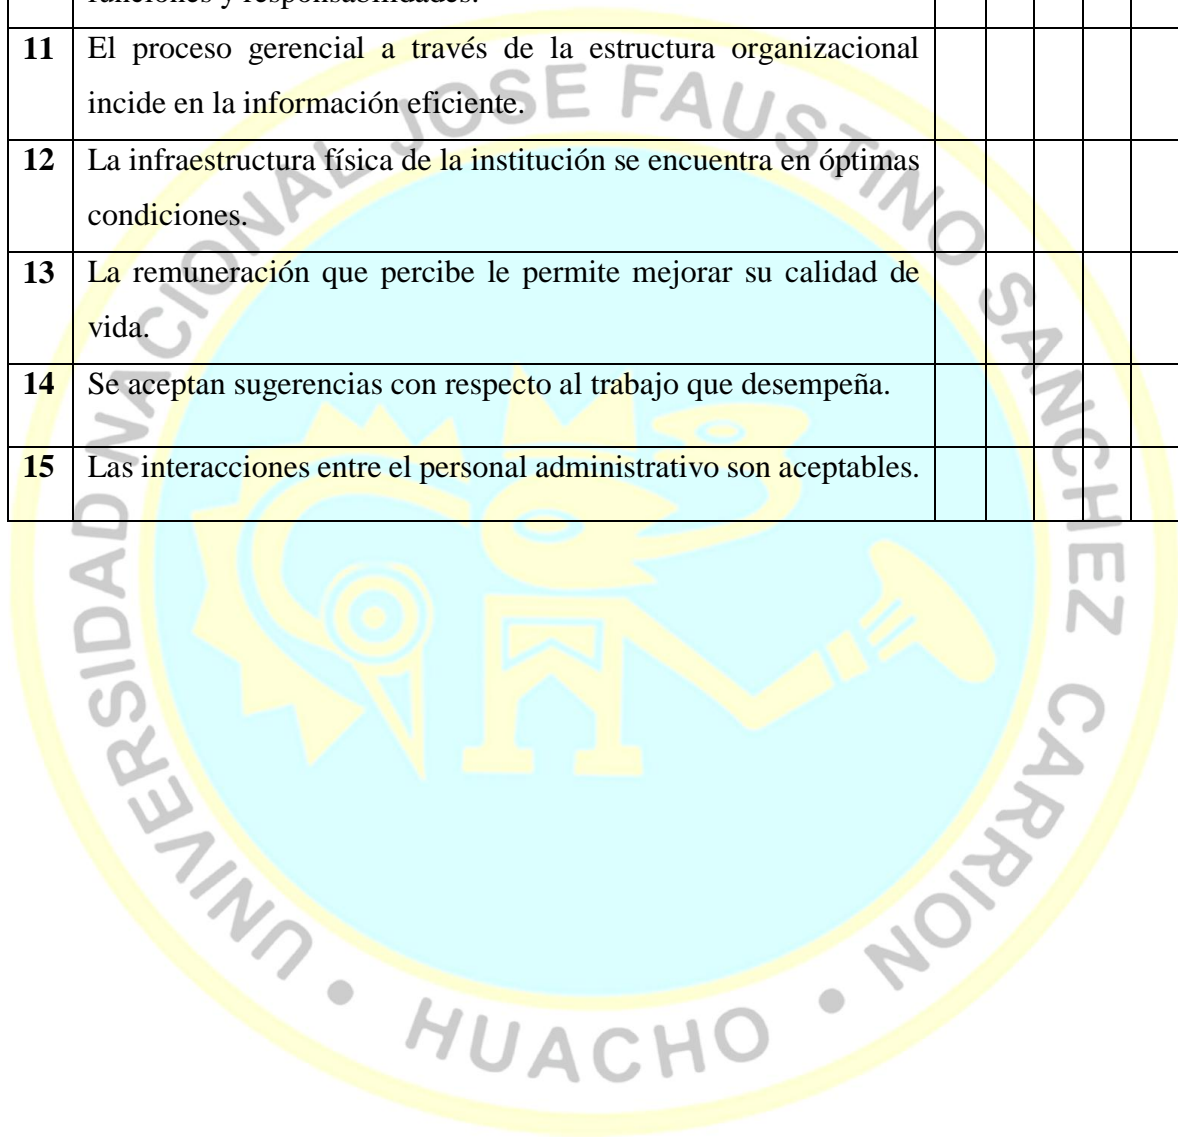 funciones y responsabilidades.
11 El proceso gerencial a través de la estructura organizacional
incide en la información eficiente.
12 La infraestructura física de la institución se encuentra en óptimas
condiciones.
13 La remuneración que percibe le permite mejorar su calidad de
vida.
14 Se aceptan sugerencias con respecto al trabajo que desempeña.
15 Las interacciones entre el personal administrativo son aceptables.
UNIVERSIDAD NACIONAL JOSE FAUSTINO SANCHEZ CARRION • HUACHO •